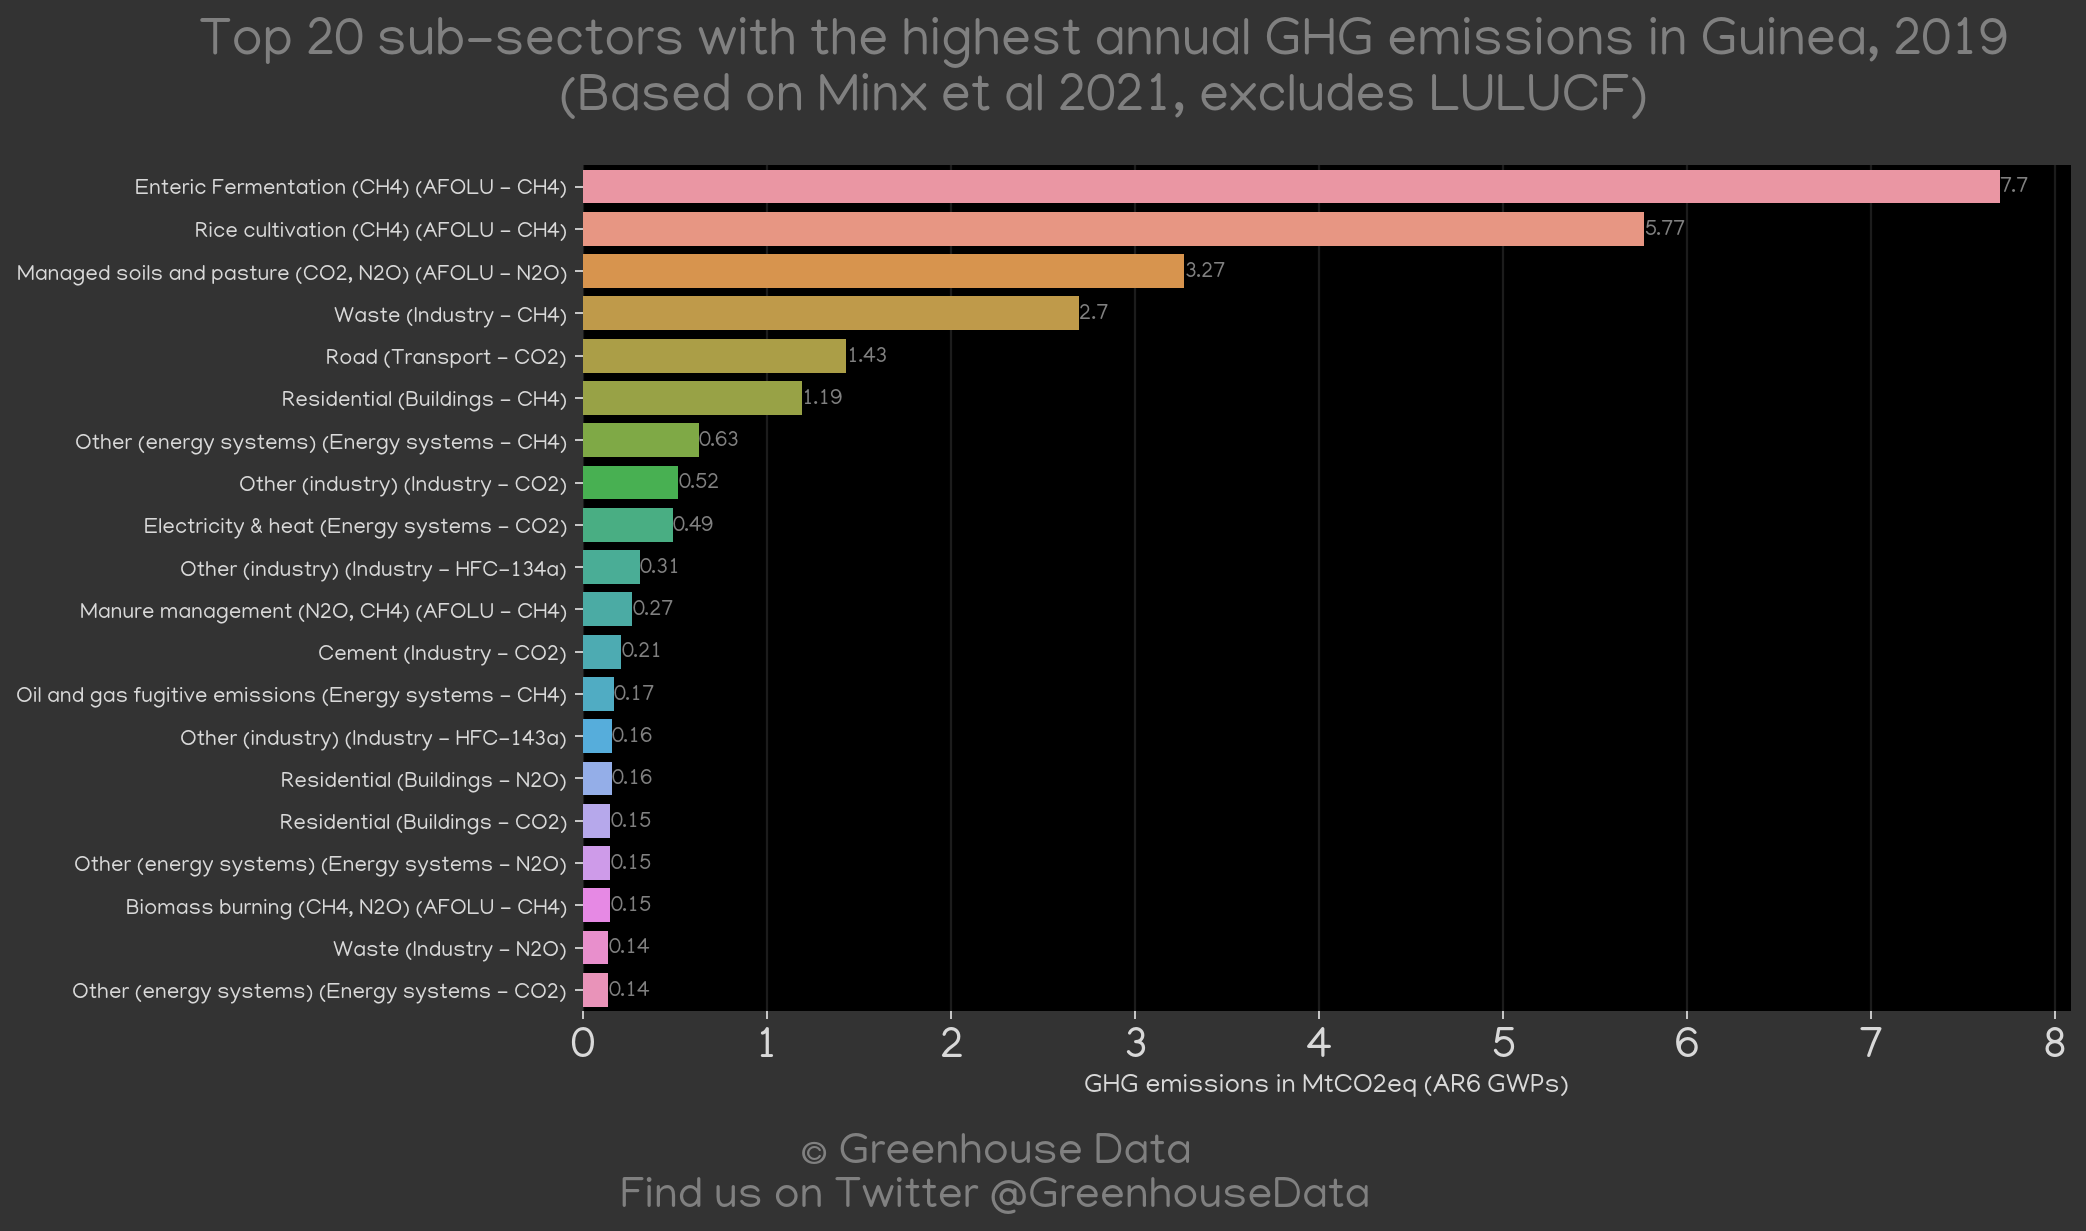 Top 20 sub-sectors with the highest annual GHG emissions in Guinea, 2019
(Based on Minx et al 2021, excludes LULUCF)
Enteric Fermentation (CH4) (AFOLU - CH4) 7.7
Rice cultivation (CH4) (AFOLU - CH4) 5.77
Managed soils and pasture (CO2, N2O) (AFOLU - N2O) 3.27
Waste (Industry - CH4) 2.7
Road (Transport - CO2) 1.43
Residential (Buildings - CH4) 1.19
Other (energy systems) (Energy systems - CH4) 0.63
Other (industry) (Industry - CO2) 0.52
Electricity & heat (Energy systems - CO2) 0.49
Other (industry) (Industry - HFC-134a) 0.31
Manure management (N2O, CH4) (AFOLU - CH4) 0.27
Cement (Industry - CO2) 0.21
Oil and gas fugitive emissions (Energy systems - CH4) 0.17
Other (industry) (Industry - HFC-143a) 0.16
Residential (Buildings - N2O) 0.16
Residential (Buildings - CO2) 0.15
Other (energy systems) (Energy systems - N2O) 0.15
Biomass burning (CH4, N2O) (AFOLU - CH4) 0.15
Waste (Industry - N2O) 0.14
Other (energy systems) (Energy systems - CO2) 0.14
0 1 2 3 4 5 6 7 8
GHG emissions in MtCO2eq (AR6 GWPs)
© Greenhouse Data
Find us on Twitter @GreenhouseData